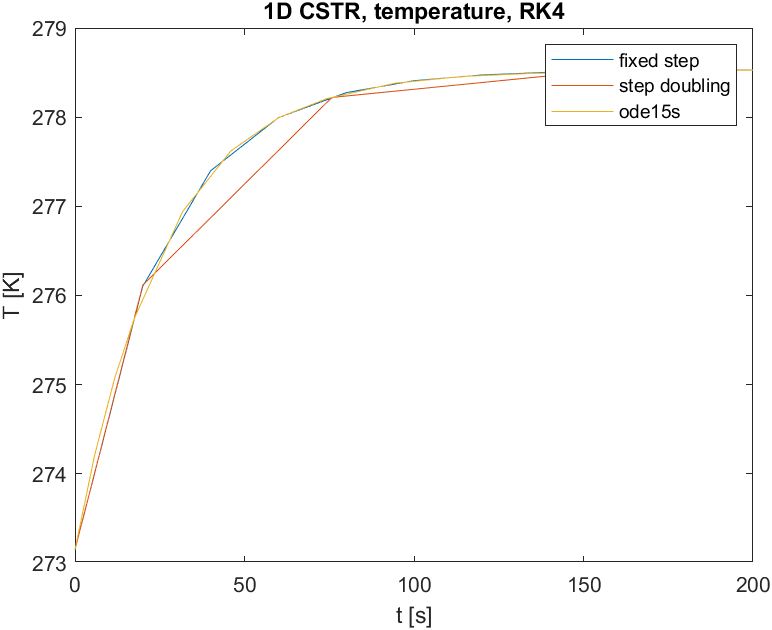 1D CSTR, temperature, RK4
279
278
277
276
275
274
273
T [K]
fixed step
step doubling
ode15s
0
50
100
150
200
t [s]